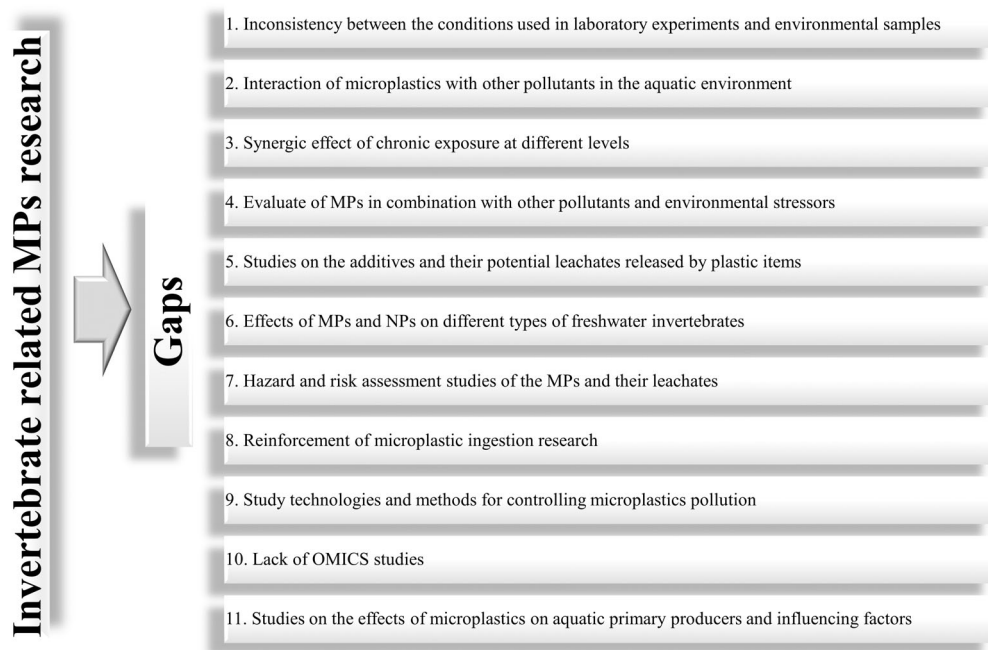 Invertebrate related MPs research
Gaps
1. Inconsistency between the conditions used in laboratory experiments and environmental samples
2. Interaction of microplastics with other pollutants in the aquatic environment
3. Synergic effect of chronic exposure at different levels
4. Evaluate of MPs in combination with other pollutants and environmental stressors
5. Studies on the additives and their potential leachates released by plastic items
6. Effects of MPs and NPs on different types of freshwater invertebrates
7. Hazard and risk assessment studies of the MPs and their leachates
8. Reinforcement of microplastic ingestion research
9. Study technologies and methods for controlling microplastics pollution
10. Lack of OMICS studies
11. Studies on the effects of microplastics on aquatic primary producers and influencing factors